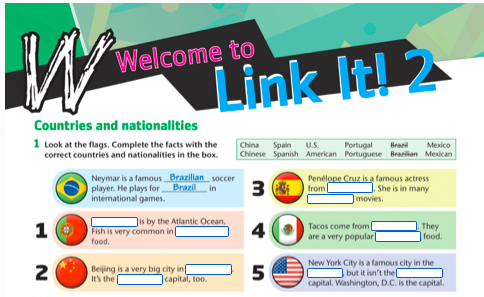 W
Welcome to
Link It! 2
Countries and nationalities
1 Look at the flags. Complete the facts with the
correct countries and nationalities in the box.
China Spain U.S. Portugal Brazil Mexico
Chinese Spanish American Portuguese Brazilian Mexican
Neymar is a famous Brazilian soccer
player. He plays for Brazil in
international games.
1
is by the Atlantic Ocean.
Fish is very common in
food.
2
Beijing is a very big city in .
It's the capital, too.
3
Penélope Cruz is a famous actress
from . She is in many
movies.
4
Tacos come from . They
are a very popular food.
5
New York City is a famous city in the
, but it isn't the
capital. Washington, D.C. is the capital.